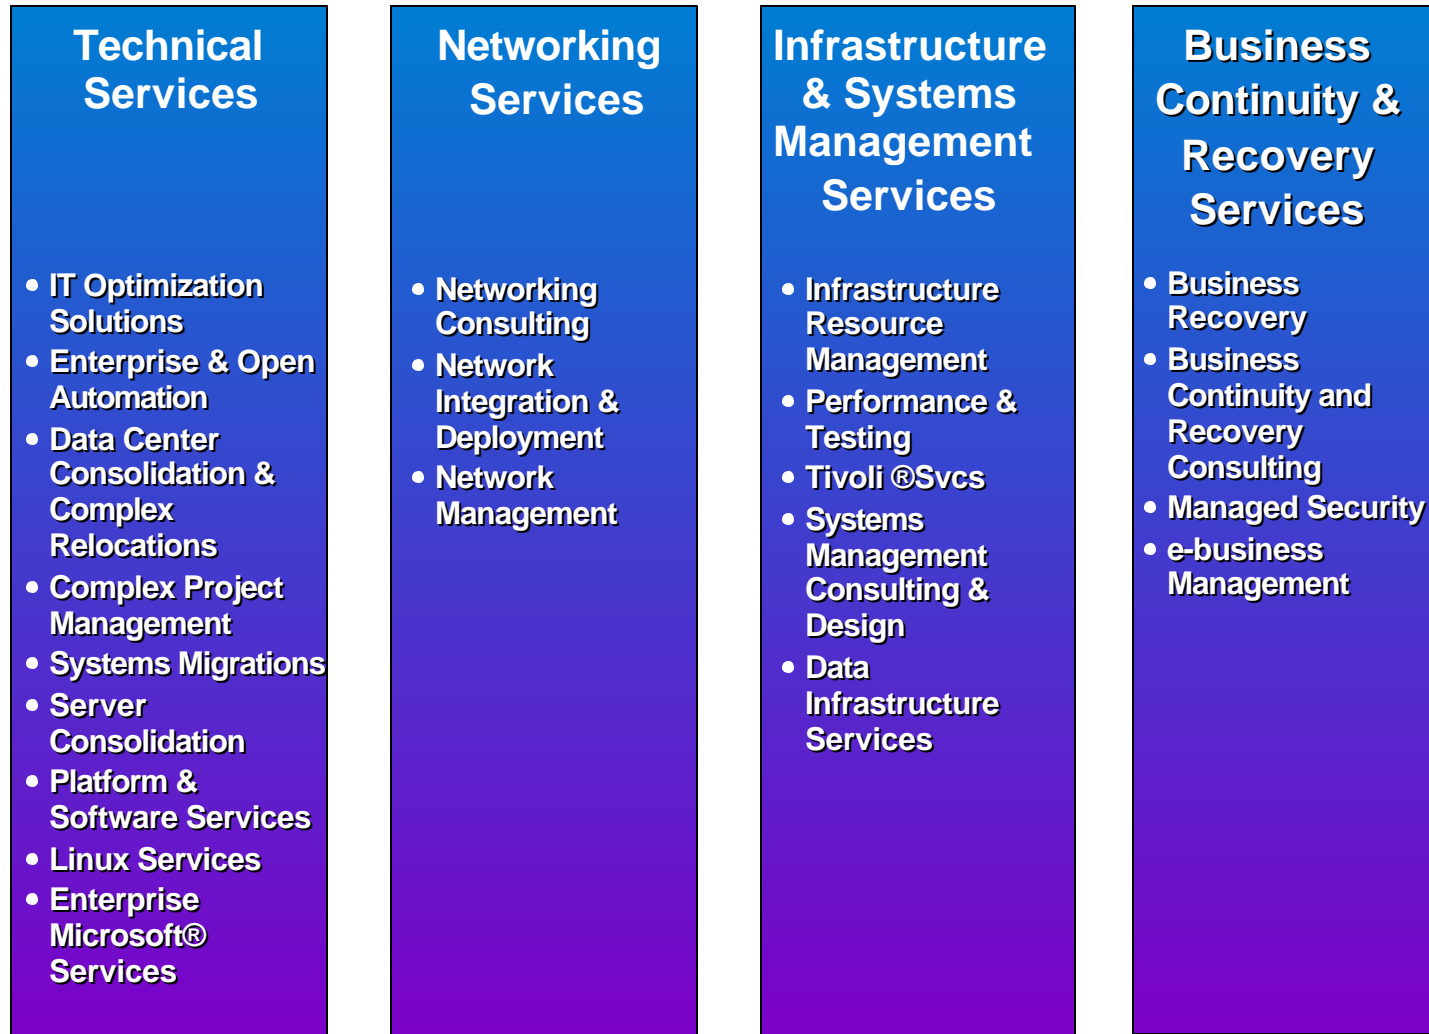 Technical
Services
• IT Optimization
Solutions
• Enterprise & Open
Automation
• Data Center
Consolidation &
Complex
Relocations
• Complex Project
Management
• Systems Migrations
• Server
Consolidation
• Platform &
Software Services
• Linux Services
• Enterprise
Microsoft®
Services
Networking
Services
• Networking
Consulting
• Network
Integration &
Deployment
• Network
Management
Infrastructure
& Systems
Management
Services
• Infrastructure
Resource
Management
• Performance &
Testing
• Tivoli ®Svcs
• Systems
Management
Consulting &
Design
• Data
Infrastructure
Services
Business
Continuity &
Recovery
Services
• Business
Recovery
• Business
Continuity and
Recovery
Consulting
• Managed Security
• e-business
Management